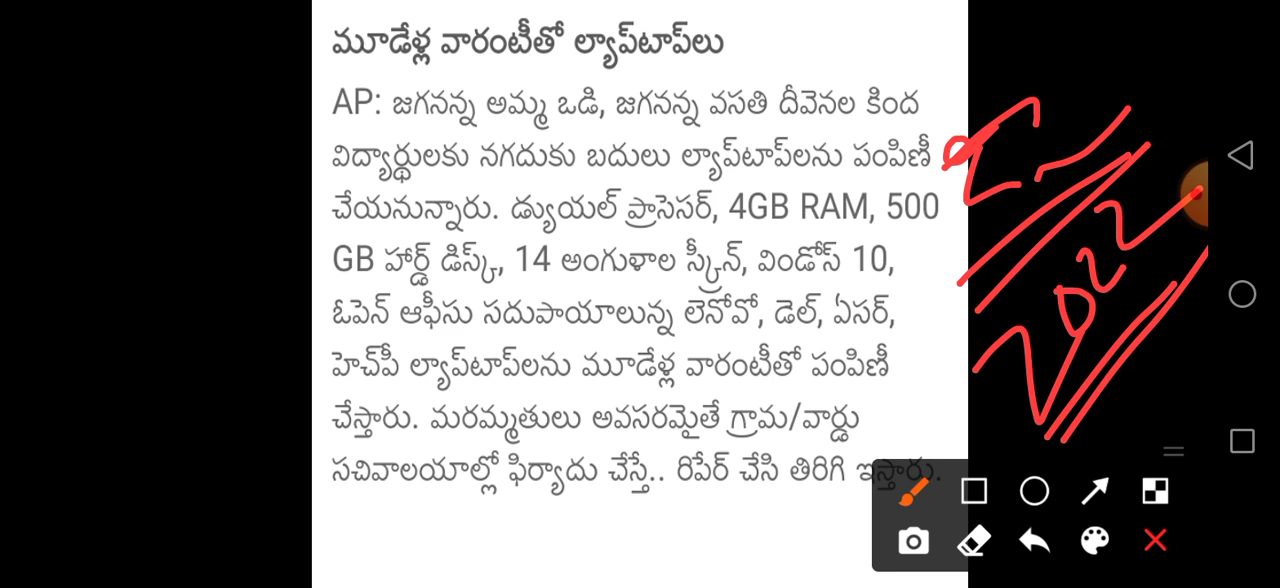 మూడేళ్ల వారంటీతో ల్యాప్‌టాప్‌లు
AP: జగనన్న అమ్మ ఒడి, జగనన్న వసతి దీవెనల కింద
విద్యార్థులకు నగదుకు బదులు ల్యాప్‌టాప్‌లను పంపిణీ
చేయనున్నారు. డ్యుయల్ ప్రాసెసర్, 4GB RAM, 500
GB హార్డ్ డిస్క్, 14 అంగుళాల స్క్రీన్, విండోస్ 10,
ఓపెన్ ఆఫీసు సదుపాయాలున్న లెనోవో, డెల్, ఏసర్,
హెచ్‌పీ ల్యాప్‌టాప్‌లను మూడేళ్ల వారంటీతో పంపిణీ
చేస్తారు. మరమ్మతులు అవసరమైతే గ్రామ/వార్డు
సచివాలయాల్లో ఫిర్యాదు చేస్తే.. రిపేర్ చేసి తిరిగి ఇస్తారు.